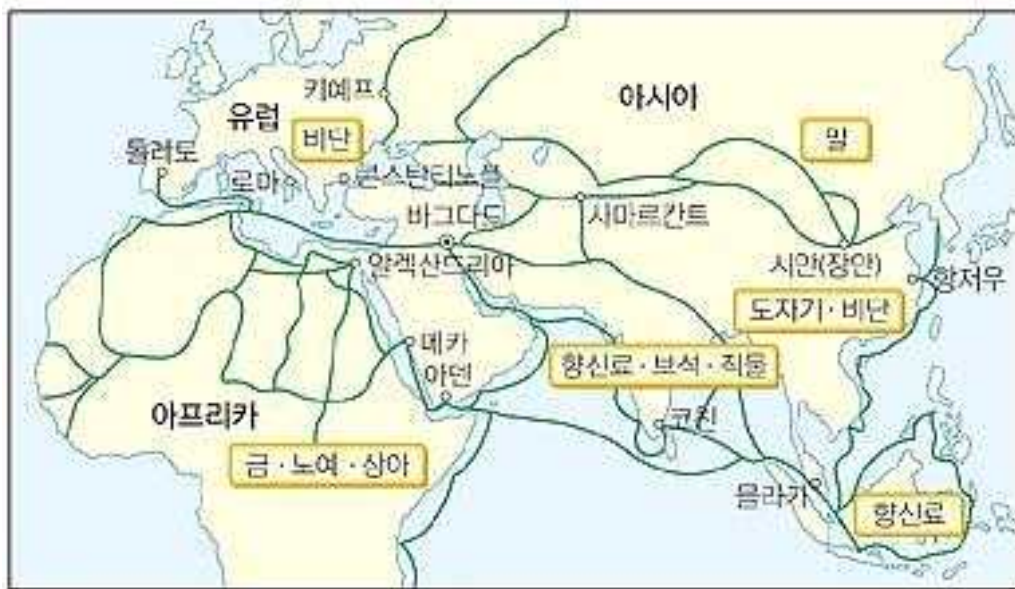 키예프
아시아
유럽
비단
말
톨레도
로마
콘스탄티노플
바그다드
사마르칸트
알렉산드리아
시안(장안)
항저우
도자기·비단
메카
향신료·보석·직물
아덴
아프리카
코친
금·노예·상아
믈라카
향신료